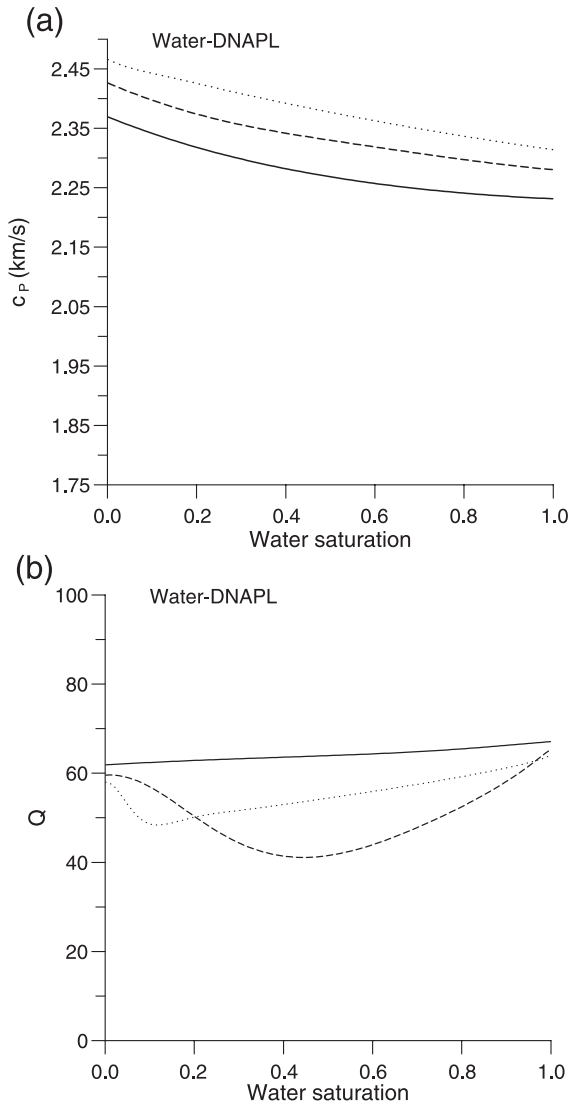 (a)
Water-DNAPL
2.45
2.35
2.25
2.15
2.05
1.95
1.85
1.75
c P (km/s)
0.0 0.2 0.4 0.6 0.8 1.0
Water saturation
(b)
Water-DNAPL
100
80
60
40
20
0
Q
0.0 0.2 0.4 0.6 0.8 1.0
Water saturation